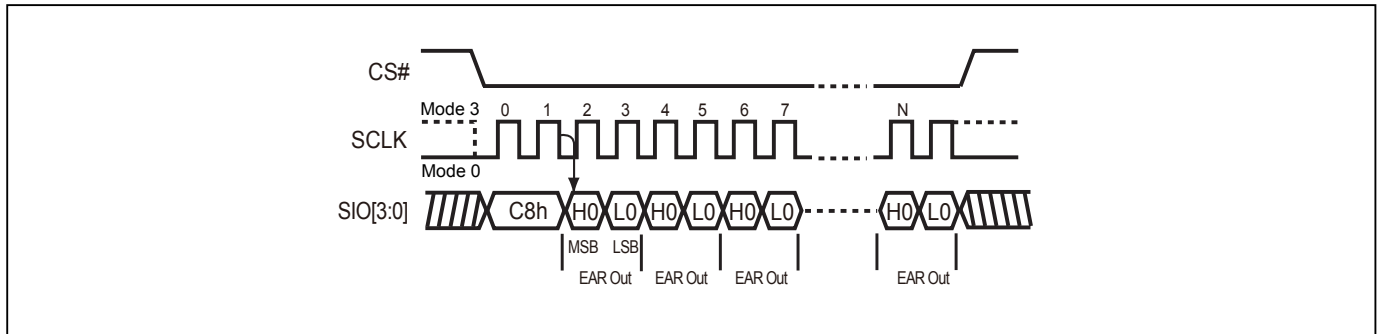 CS#
Mode 3 0 1 2 3 4 5 6 7 N
SCLK
Mode 0
SIO[3:0] C8h H0 L0 H0 L0 H0 L0 H0 L0
MSB LSB
EAR Out EAR Out EAR Out EAR Out